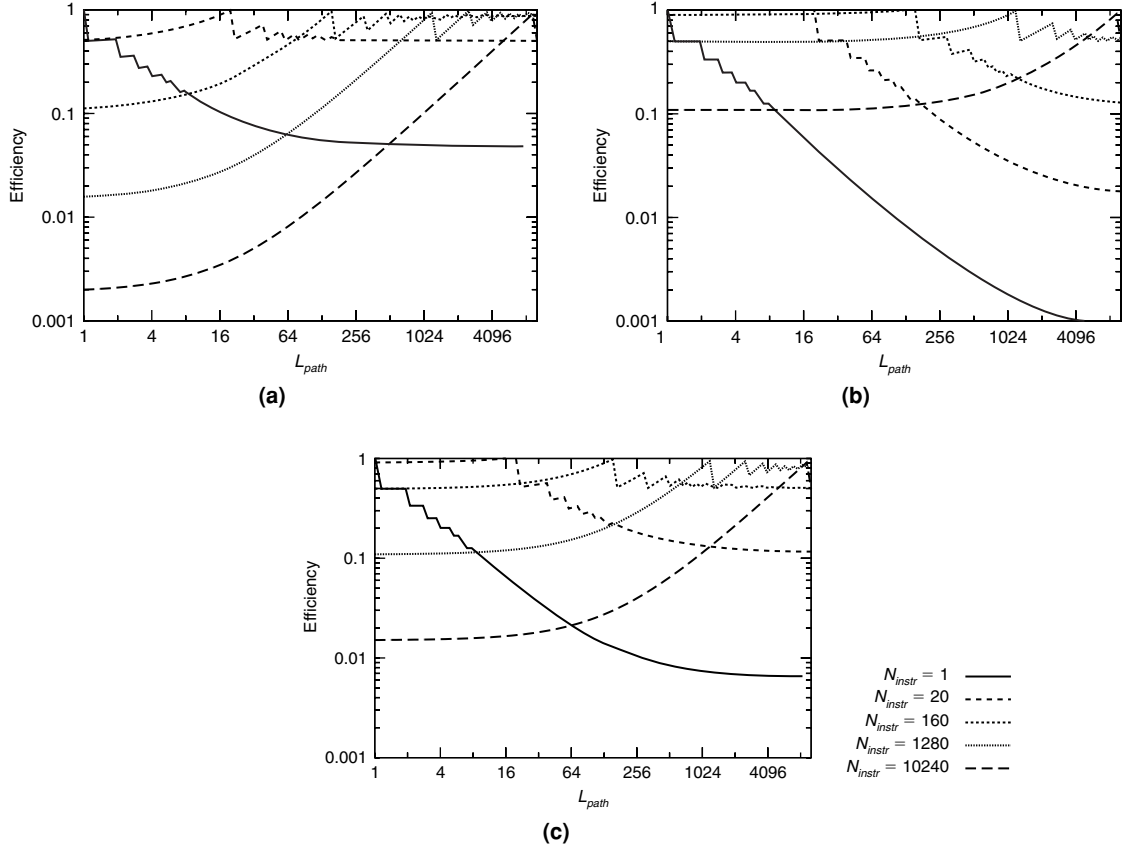 1
0.1
0.01
0.001
Efficiency
1 4 16 64 256 1024 4096
L_path
(a)
1
0.1
0.01
0.001
Efficiency
1 4 16 64 256 1024 4096
L_path
(b)
1
0.1
0.01
0.001
Efficiency
1 4 16 64 256 1024 4096
L_path
(c)
N_instr = 1
N_instr = 20
N_instr = 160
N_instr = 1280
N_instr = 10240